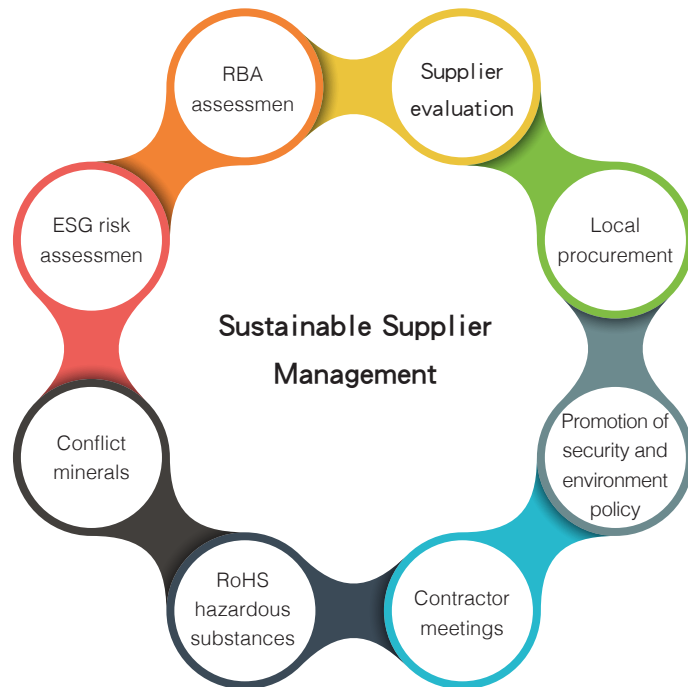 RBA
assessmen
Supplier
evaluation
ESG risk
assessmen
Local
procurement
Sustainable Supplier
Management
Conflict
minerals
Promotion of
security and
environment
policy
RoHS
hazardous
substances
Contractor
meetings